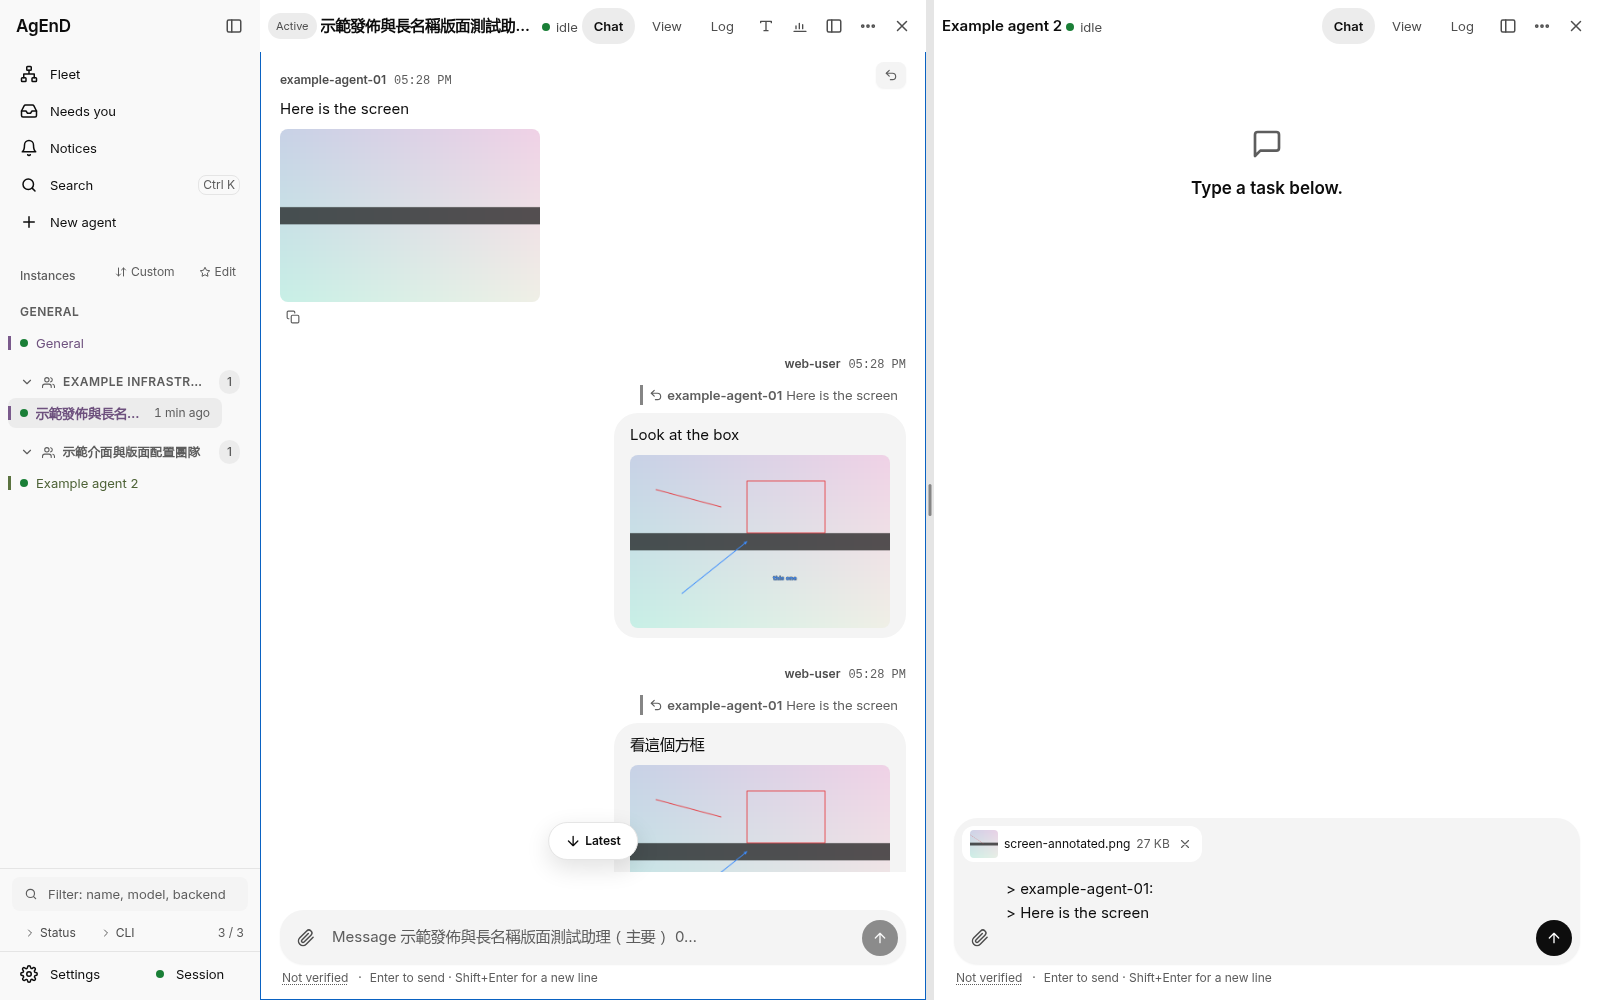 AgEnD
Fleet
Needs you
Notices
Search
Ctrl K
New agent
Instances
Custom
Edit
GENERAL
General
EXAMPLE INFRASTR...
1
示範發佈與長名...
1 min ago
示範介面與版面配置團隊
1
Example agent 2
Filter: name, model, backend
Status
CLI
3 / 3
Settings
Session
Active
示範發佈與長名稱版面測試助...
idle
Chat
View
Log
example-agent-01 05:28 PM
Here is the screen
web-user 05:28 PM
example-agent-01 Here is the screen
Look at the box
this one
web-user 05:28 PM
example-agent-01 Here is the screen
看這個方框
Latest
Message 示範發佈與長名稱版面測試助理（主要）0...
Not verified · Enter to send · Shift+Enter for a new line
Example agent 2
idle
Chat
View
Log
Type a task below.
screen-annotated.png 27 KB
> example-agent-01:
> Here is the screen
Not verified · Enter to send · Shift+Enter for a new line